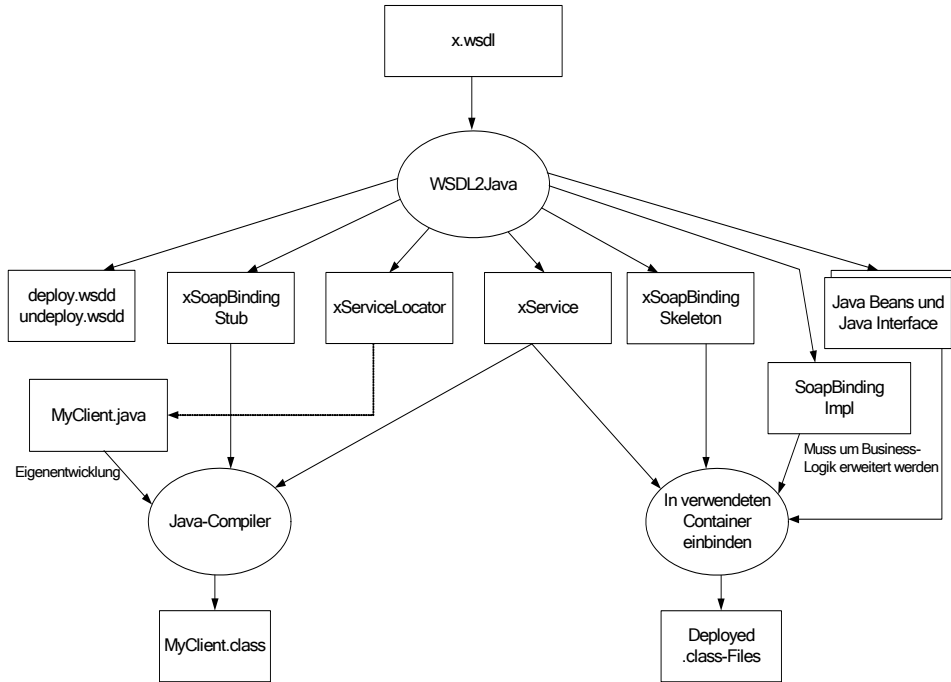 x.wsdl
WSDL2Java
deploy.wsdd
undeploy.wsdd
xSoapBinding
Stub
xServiceLocator
xService
xSoapBinding
Skeleton
Java Beans und
Java Interface
MyClient.java
SoapBinding
Impl
Eigenentwicklung
Muss um Business-
Logik erweitert werden
Java-Compiler
In verwendeten
Container
einbinden
MyClient.class
Deployed
.class-Files